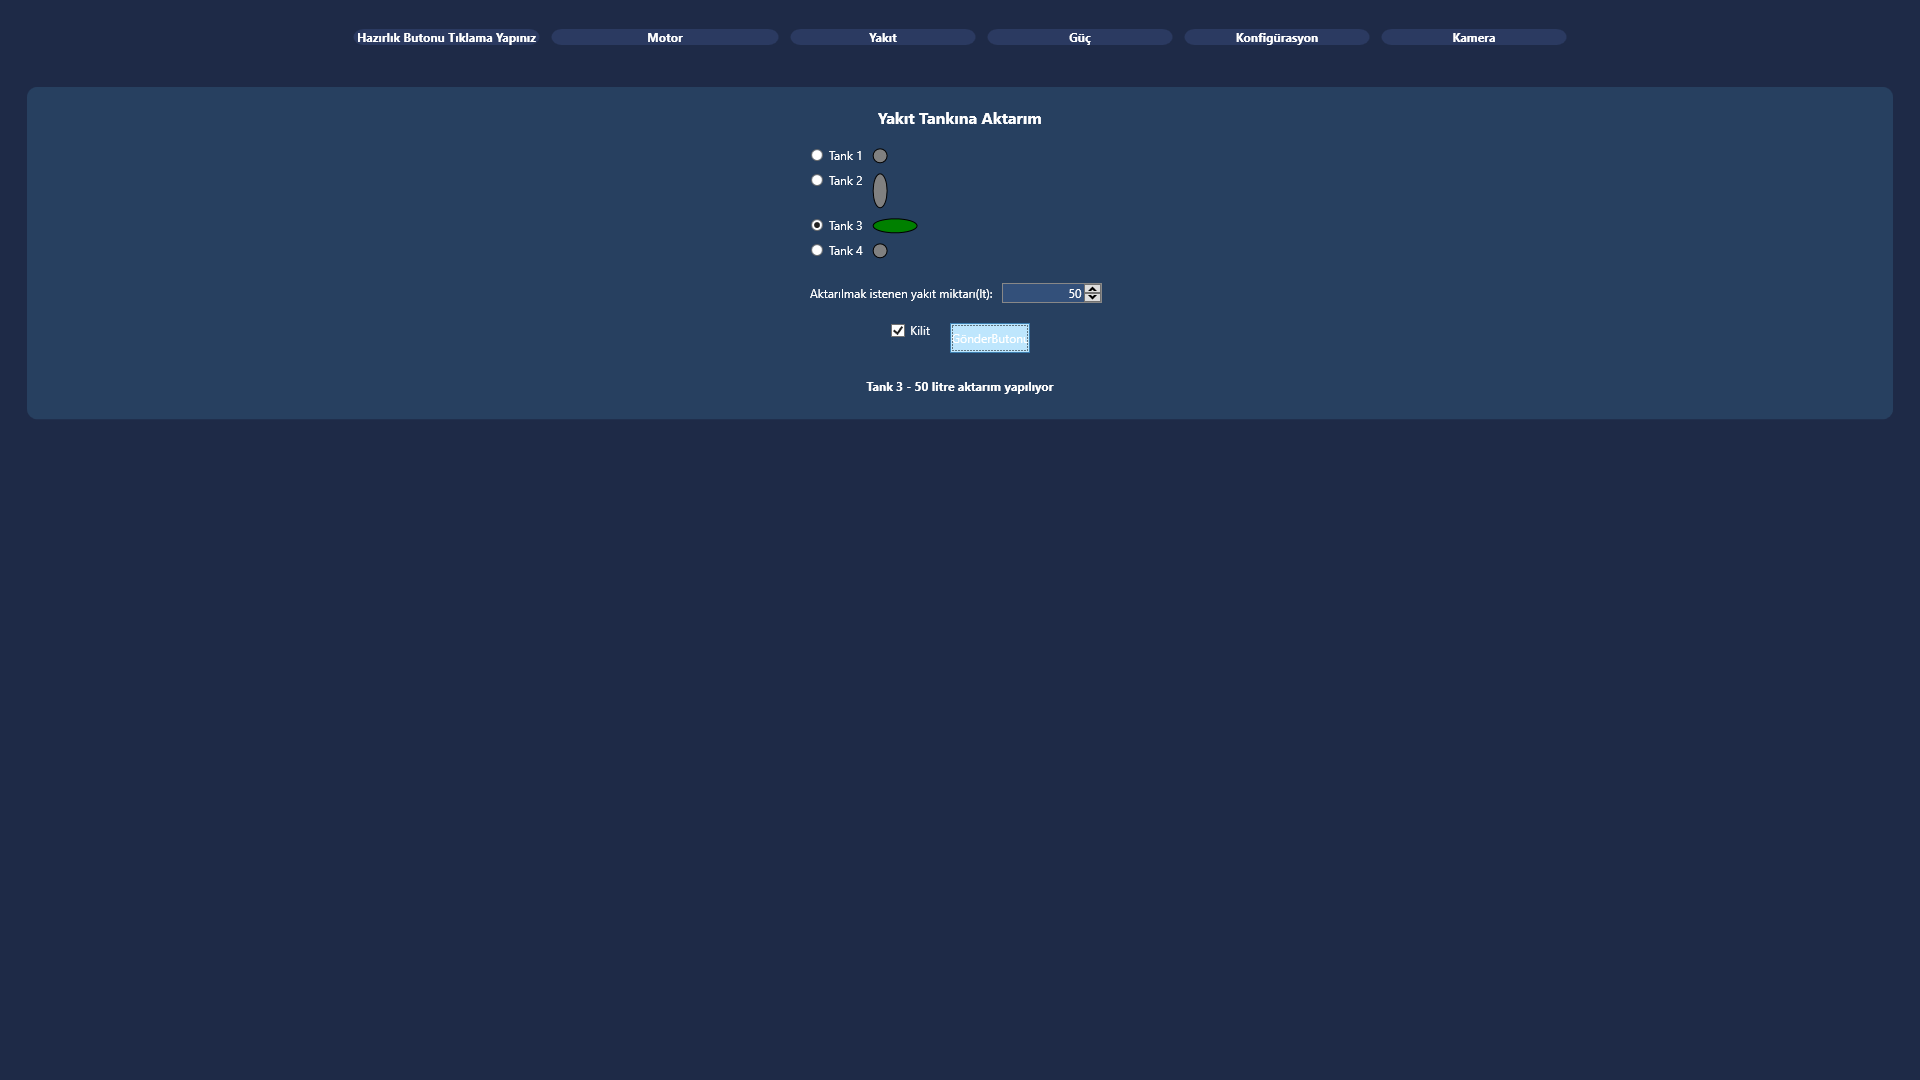 Hazırlık Butonu Tıklama Yapınız Motor Yakıt Güç Konfigürasyon Kamera
Yakıt Tankına Aktarım
Tank 1
Tank 2
Tank 3
Tank 4
Aktarılmak istenen yakıt miktarı(lt): 50
Kilit GönderButon
Tank 3 - 50 litre aktarım yapılıyor